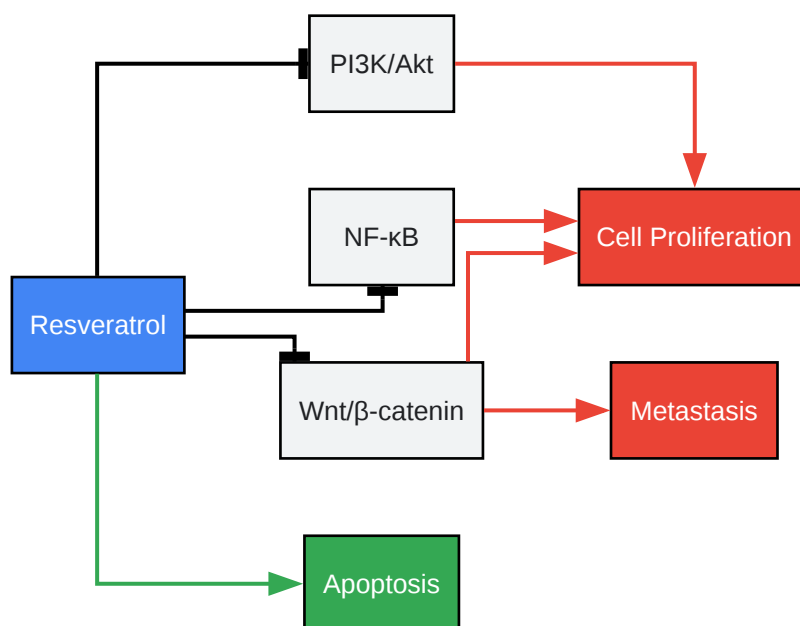 PI3K/Akt
NF-κB
Cell Proliferation
Resveratrol
Wnt/β-catenin
Metastasis
Apoptosis